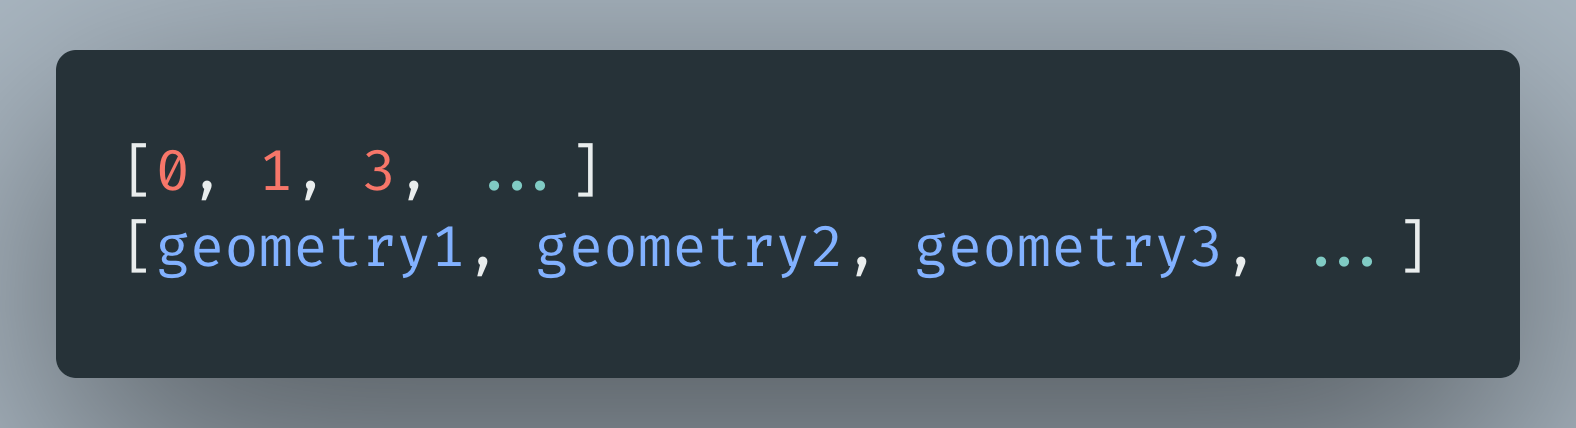 [0, 1, 3, ...]
[geometry1, geometry2, geometry3, ...]